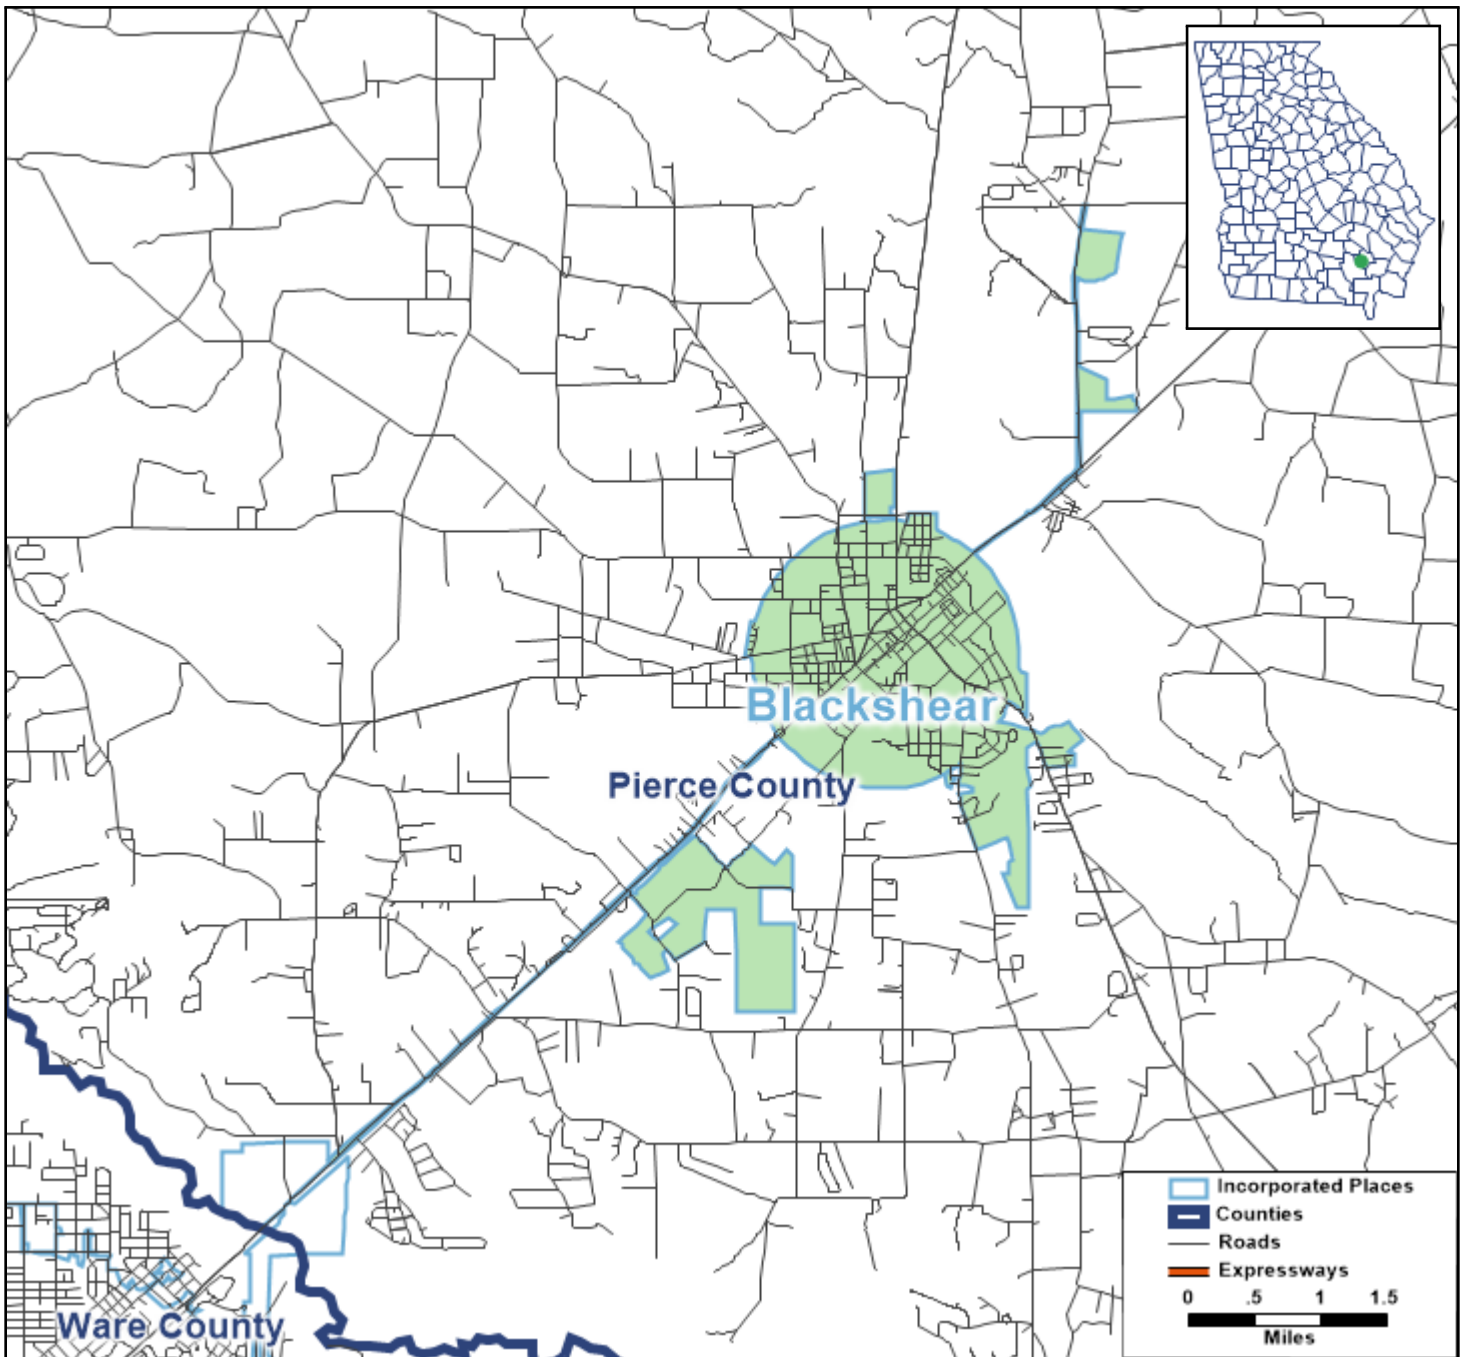 Blackshear
Pierce County
Ware County
Incorporated Places
Counties
Roads
Expressways
0 .5 1 1.5
Miles